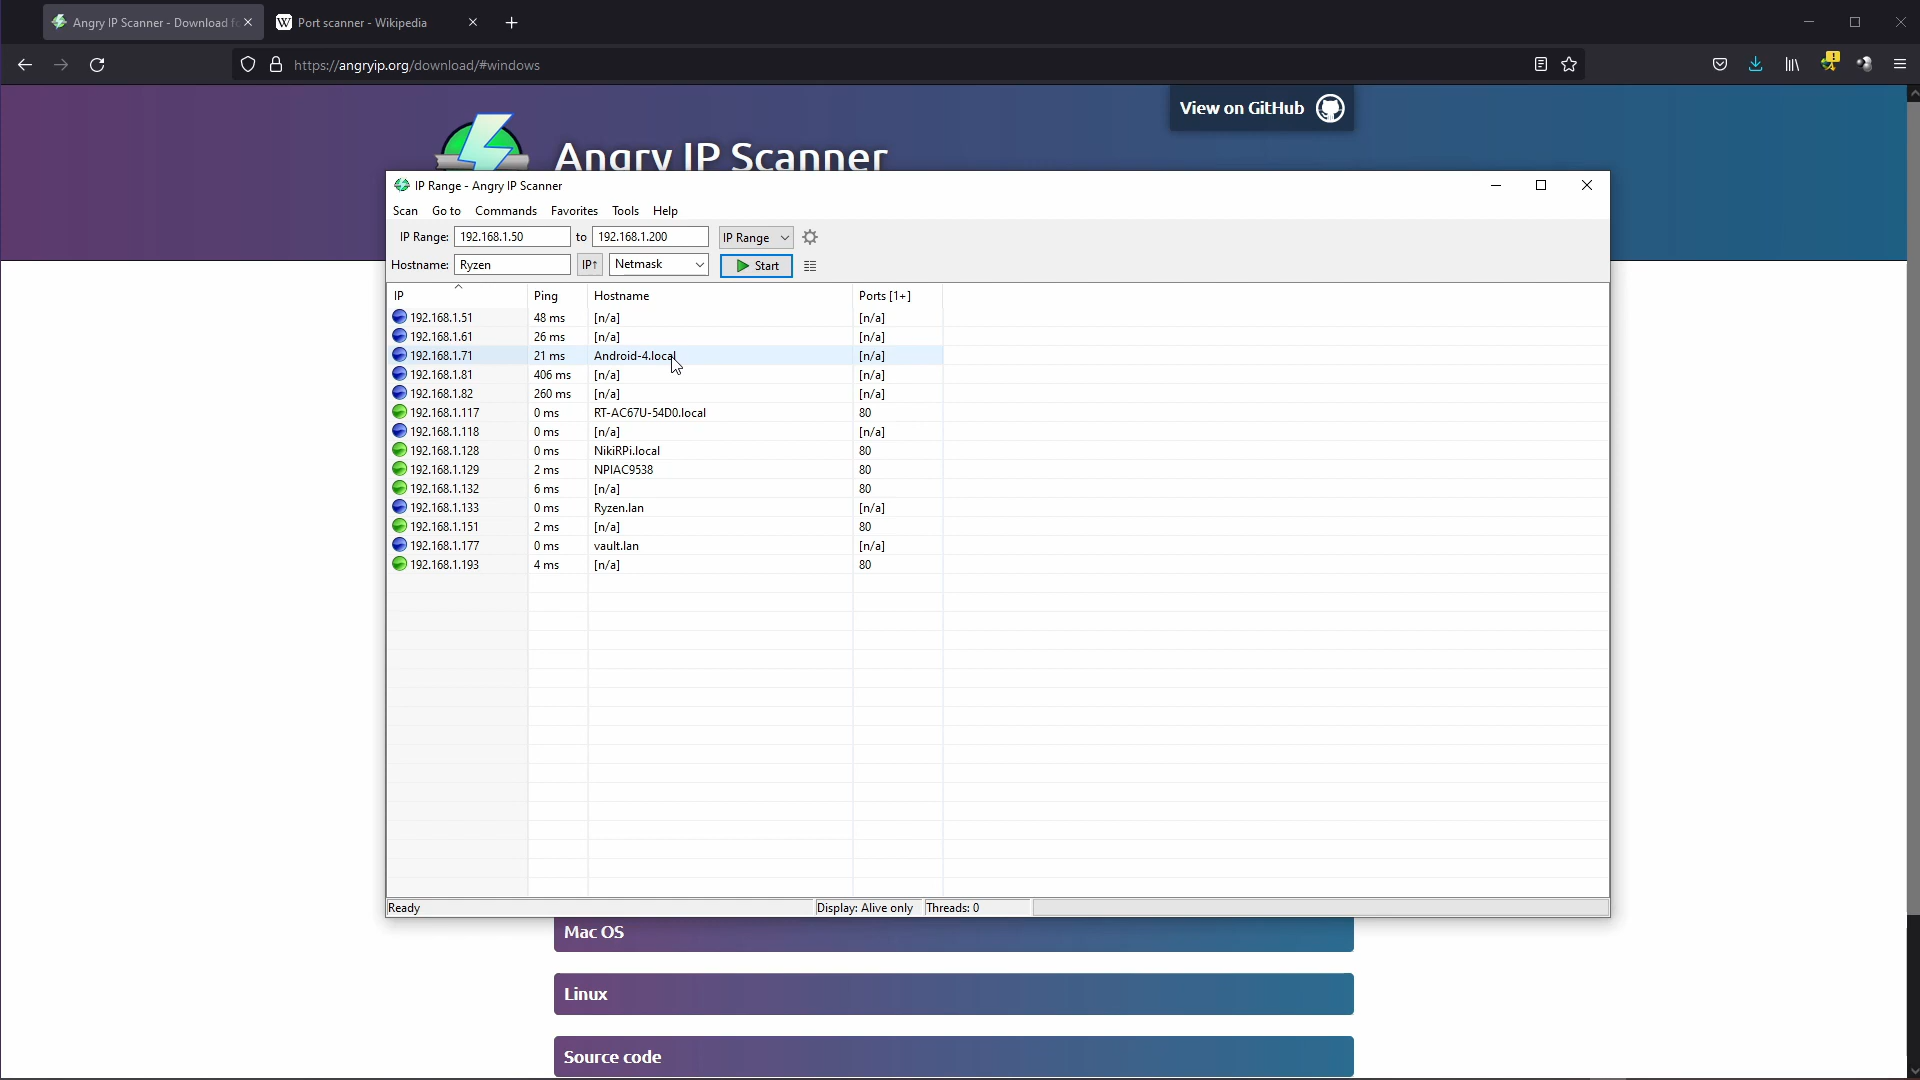 Angry IP Scanner - Download f
Port scanner - Wikipedia
https://angryip.org/download/#windows
View on GitHub
Angry IP Scanner
IP Range - Angry IP Scanner
Scan Go to Commands Favorites Tools Help
IP Range: 192.168.1.50 to 192.168.1.200 IP Range
Hostname: Ryzen IP↑ Netmask Start
IP Ping Hostname Ports [1+]
192.168.1.51 48 ms [n/a] [n/a]
192.168.1.61 26 ms [n/a] [n/a]
192.168.1.71 21 ms Android-4.local [n/a]
192.168.1.81 406 ms [n/a] [n/a]
192.168.1.82 260 ms [n/a] [n/a]
192.168.1.117 0 ms RT-AC67U-54D0.local 80
192.168.1.118 0 ms [n/a] [n/a]
192.168.1.128 0 ms NikiRPi.local 80
192.168.1.129 2 ms NPIAC9538 80
192.168.1.132 6 ms [n/a] 80
192.168.1.133 0 ms Ryzen.lan [n/a]
192.168.1.151 2 ms [n/a] 80
192.168.1.177 0 ms vault.lan [n/a]
192.168.1.193 4 ms [n/a] 80
Ready Display: Alive only Threads: 0
Mac OS
Linux
Source code